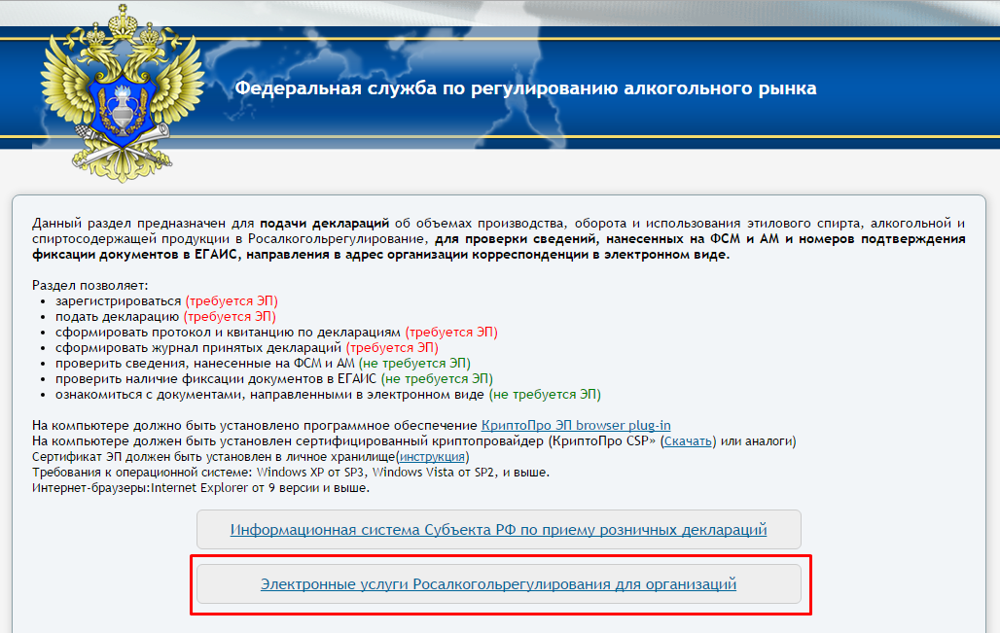 Федеральная служба по регулированию алкогольного рынка
Данный раздел предназначен для подачи деклараций об объемах производства, оборота и использования этилового спирта, алкогольной и
спиртосодержащей продукции в Росалкогольрегулирование, для проверки сведений, нанесенных на ФСМ и АМ и номеров подтверждения
фиксации документов в ЕГАИС, направления в адрес организации корреспонденции в электронном виде.
Раздел позволяет:
• зарегистрироваться (требуется ЭП)
• подать декларацию (требуется ЭП)
• сформировать протокол и квитанцию по декларациям (требуется ЭП)
• сформировать журнал принятых деклараций (требуется ЭП)
• проверить сведения, нанесенные на ФСМ и АМ (не требуется ЭП)
• проверить наличие фиксации документов в ЕГАИС (не требуется ЭП)
• ознакомиться с документами, направленными в электронном виде (не требуется ЭП)
На компьютере должно быть установлено программное обеспечение КриптоПро ЭП browser plug-in
На компьютере должен быть установлен сертифицированный криптопровайдер (КриптоПро CSP» (Скачать) или аналоги)
Сертификат ЭП должен быть установлен в личное хранилище(инструкция)
Требования к операционной системе: Windows XP от SP3, Windows Vista от SP2, и выше.
Интернет-браузеры:Internet Explorer от 9 версии и выше.
Информационная система Субъекта РФ по приему розничных деклараций
Электронные услуги Росалкогольрегулирования для организаций